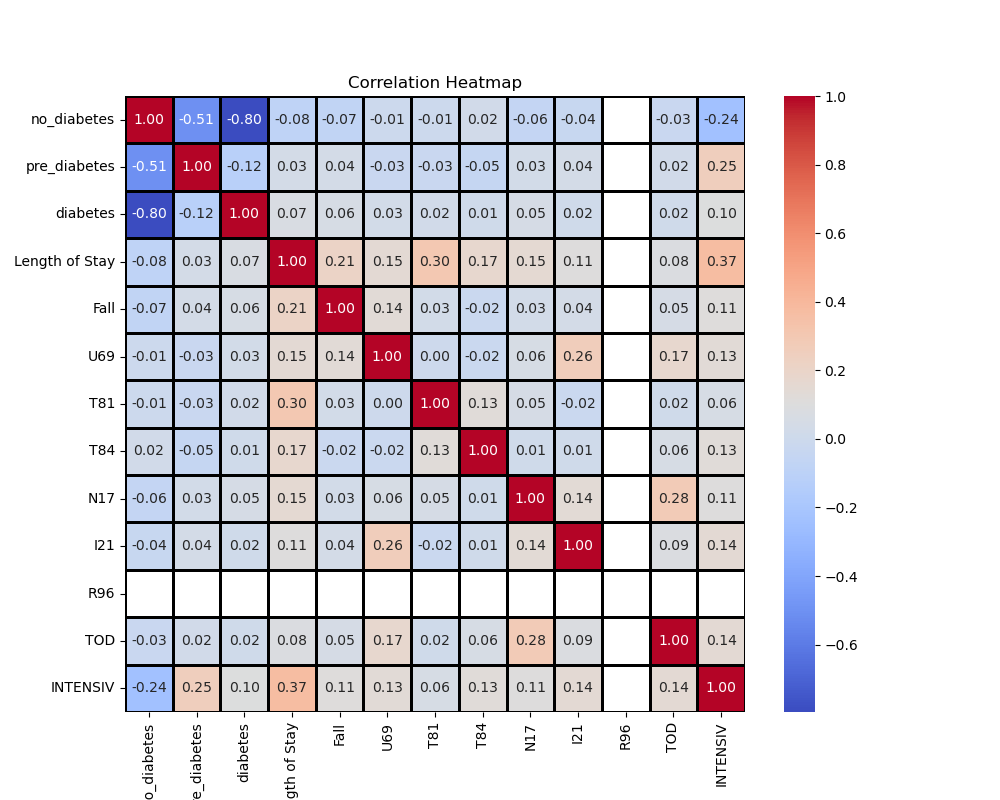 Correlation Heatmap
no_diabetes 1.00 -0.51 -0.80 -0.08 -0.07 -0.01 -0.01 0.02 -0.06 -0.04 -0.03 -0.24
pre_diabetes -0.51 1.00 -0.12 0.03 0.04 -0.03 -0.03 -0.05 0.03 0.04 0.02 0.25
diabetes -0.80 -0.12 1.00 0.07 0.06 0.03 0.02 0.01 0.05 0.02 0.02 0.10
Length of Stay -0.08 0.03 0.07 1.00 0.21 0.15 0.30 0.17 0.15 0.11 0.08 0.37
Fall -0.07 0.04 0.06 0.21 1.00 0.14 0.03 -0.02 0.03 0.04 0.05 0.11
U69 -0.01 -0.03 0.03 0.15 0.14 1.00 0.00 -0.02 0.06 0.26 0.17 0.13
T81 -0.01 -0.03 0.02 0.30 0.03 0.00 1.00 0.13 0.05 -0.02 0.02 0.06
T84 0.02 -0.05 0.01 0.17 -0.02 -0.02 0.13 1.00 0.01 0.01 0.06 0.13
N17 -0.06 0.03 0.05 0.15 0.03 0.06 0.05 0.01 1.00 0.14 0.28 0.11
I21 -0.04 0.04 0.02 0.11 0.04 0.26 -0.02 0.01 0.14 1.00 0.09 0.14
R96
TOD -0.03 0.02 0.02 0.08 0.05 0.17 0.02 0.06 0.28 0.09 1.00 0.14
INTENSIV -0.24 0.25 0.10 0.37 0.11 0.13 0.06 0.13 0.11 0.14 0.14 1.00
o_diabetes
re_diabetes
diabetes
gth of Stay
Fall
U69
T81
T84
N17
I21
R96
TOD
INTENSIV
1.0
0.8
0.6
0.4
0.2
0.0
−0.2
−0.4
−0.6